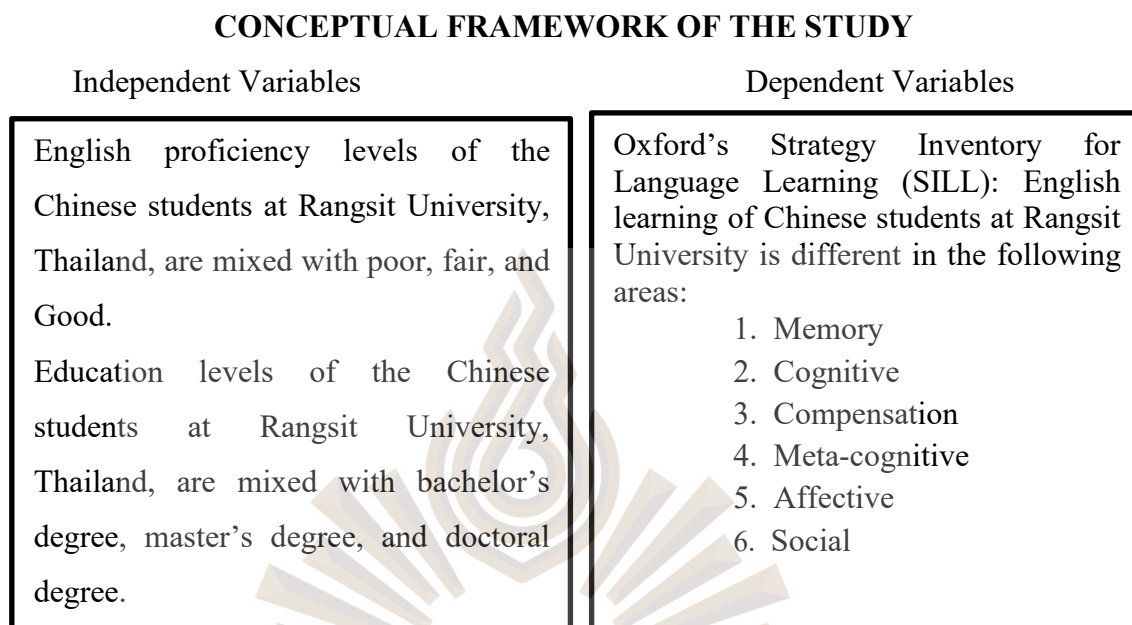 CONCEPTUAL FRAMEWORK OF THE STUDY
Independent Variables
English proficiency levels of the
Chinese students at Rangsit University,
Thailand, are mixed with poor, fair, and
Good.
Education levels of the Chinese
students at Rangsit University,
Thailand, are mixed with bachelor’s
degree, master’s degree, and doctoral
degree.
Dependent Variables
Oxford’s Strategy Inventory for
Language Learning (SILL): English
learning of Chinese students at Rangsit
University is different in the following
areas:
1. Memory
2. Cognitive
3. Compensation
4. Meta-cognitive
5. Affective
6. Social